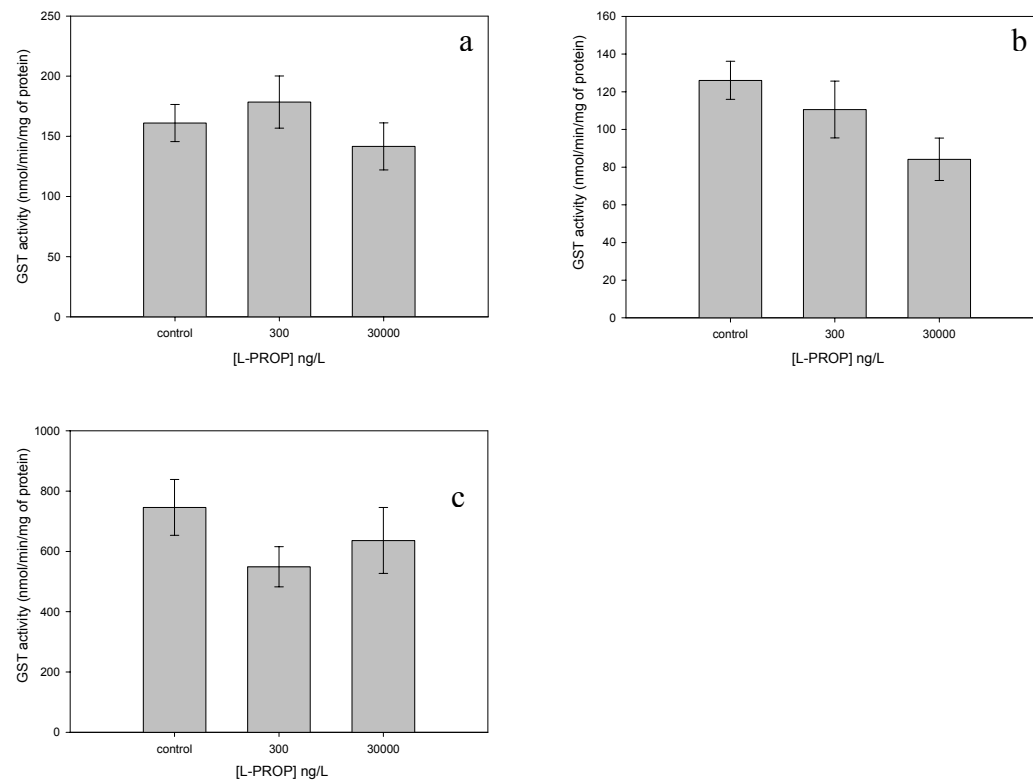 a
GST activity (nmol/min/mg of protein)
250
200
150
100
50
0
control 300 30000
[L-PROP] ng/L
b
GST activity (nmol/min/mg of protein)
160
140
120
100
80
60
40
20
0
control 300 30000
[L-PROP] ng/L
c
GST activity (nmol/min/mg of protein)
1000
800
600
400
200
0
control 300 30000
[L-PROP] ng/L